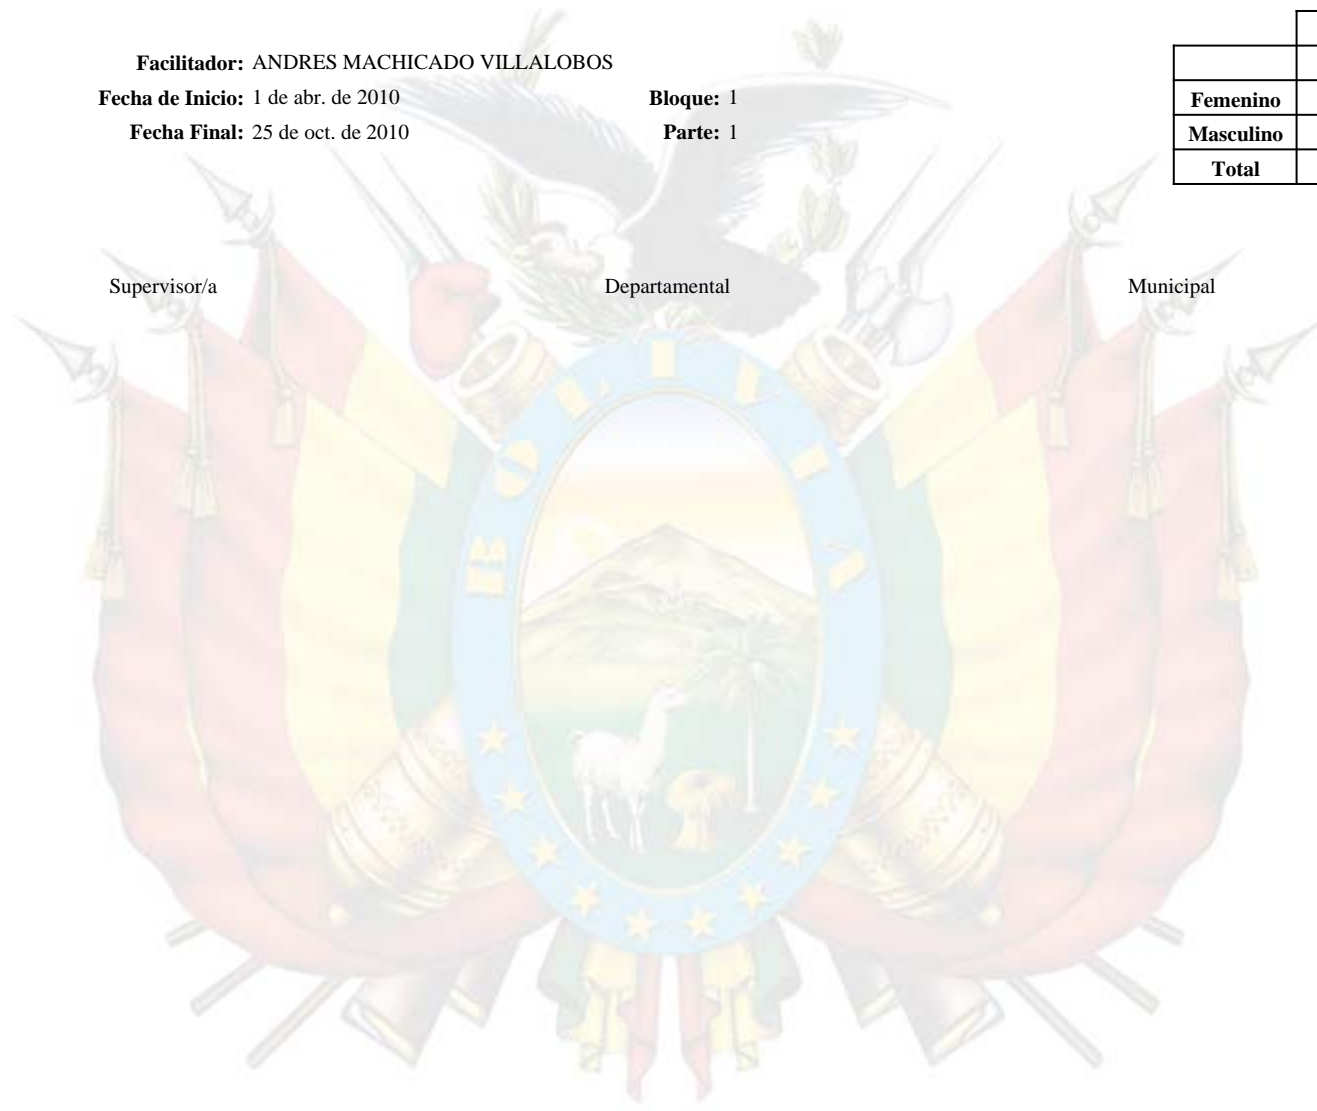 Facilitador: ANDRES MACHICADO VILLALOBOS
Fecha de Inicio: 1 de abr. de 2010 Bloque: 1
Fecha Final: 25 de oct. de 2010 Parte: 1
Femenino
Masculino
Total
Supervisor/a Departamental Municipal
BOLIVIA